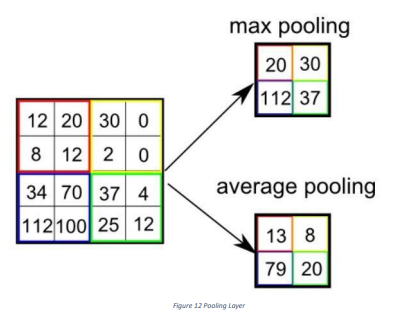 max pooling
20 30
112 37
12 20 30 0
8 12 2 0
34 70 37 4
112 100 25 12
average pooling
13 8
79 20
Figure 12 Pooling Layer